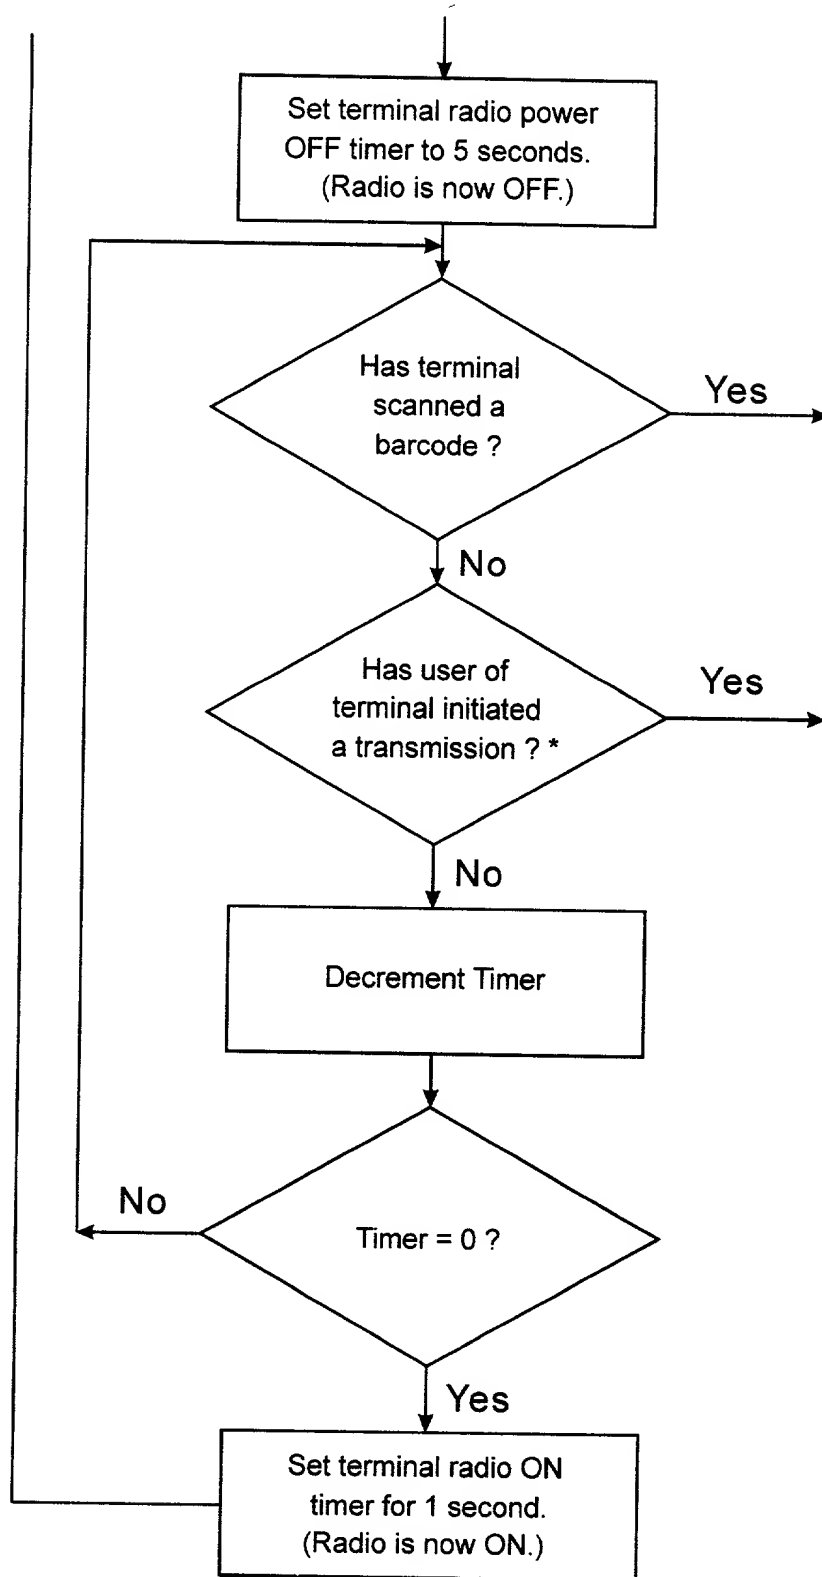 Set terminal radio power
OFF timer to 5 seconds.
(Radio is now OFF.)
Has terminal
scanned a
barcode ?
Yes
No
Has user of
terminal initiated
a transmission ? *
Yes
No
Decrement Timer
No
Timer = 0 ?
Yes
Set terminal radio ON
timer for 1 second.
(Radio is now ON.)